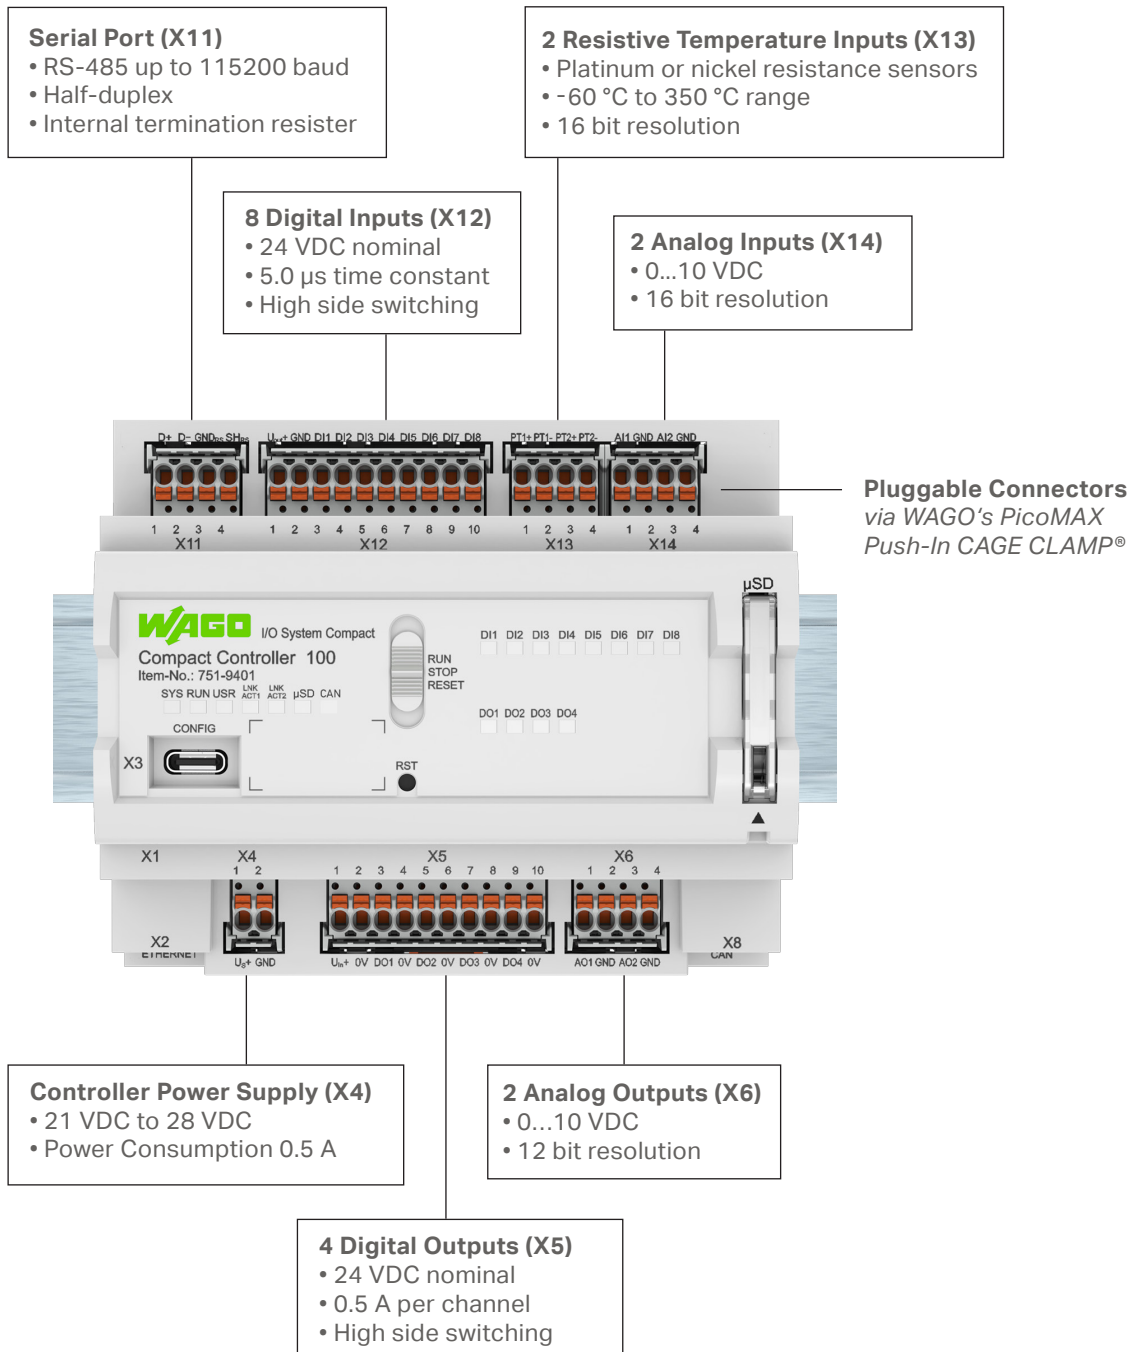 Serial Port (X11)
• RS-485 up to 115200 baud
• Half-duplex
• Internal termination resister
2 Resistive Temperature Inputs (X13)
• Platinum or nickel resistance sensors
• -60 °C to 350 °C range
• 16 bit resolution
8 Digital Inputs (X12)
• 24 VDC nominal
• 5.0 µs time constant
• High side switching
2 Analog Inputs (X14)
• 0...10 VDC
• 16 bit resolution
D+ D- GND SH
GND DI1 DI2 DI3 DI4 DI5 DI6 DI7 DI8
PT1+ PT1- PT2+ PT2-
AI1 GND AI2 GND
1 2 3 4
1 2 3 4 5 6 7 8 9 10
1 2 3 4
1 2 3 4
X11
X12
X13
X14
Pluggable Connectors
via WAGO's PicoMAX
Push-In CAGE CLAMP®
µSD
WAGO I/O System Compact
Compact Controller 100
Item-No.: 751-9401
SYS RUN USR LNK ACT1 LNK ACT2 µSD CAN
CONFIG
X3
RUN
STOP
RESET
RST
DI1 DI2 DI3 DI4 DI5 DI6 DI7 DI8
DO1 DO2 DO3 DO4
X1
X4
X5
X6
1 2
1 2 3 4 5 6 7 8 9 10
1 2 3 4
X2
ETHERNET
X8
CAN
Us+ GND
Uin+ 0V DO1 0V DO2 0V DO3 0V DO4 0V
AO1 GND AO2 GND
Controller Power Supply (X4)
• 21 VDC to 28 VDC
• Power Consumption 0.5 A
2 Analog Outputs (X6)
• 0...10 VDC
• 12 bit resolution
4 Digital Outputs (X5)
• 24 VDC nominal
• 0.5 A per channel
• High side switching